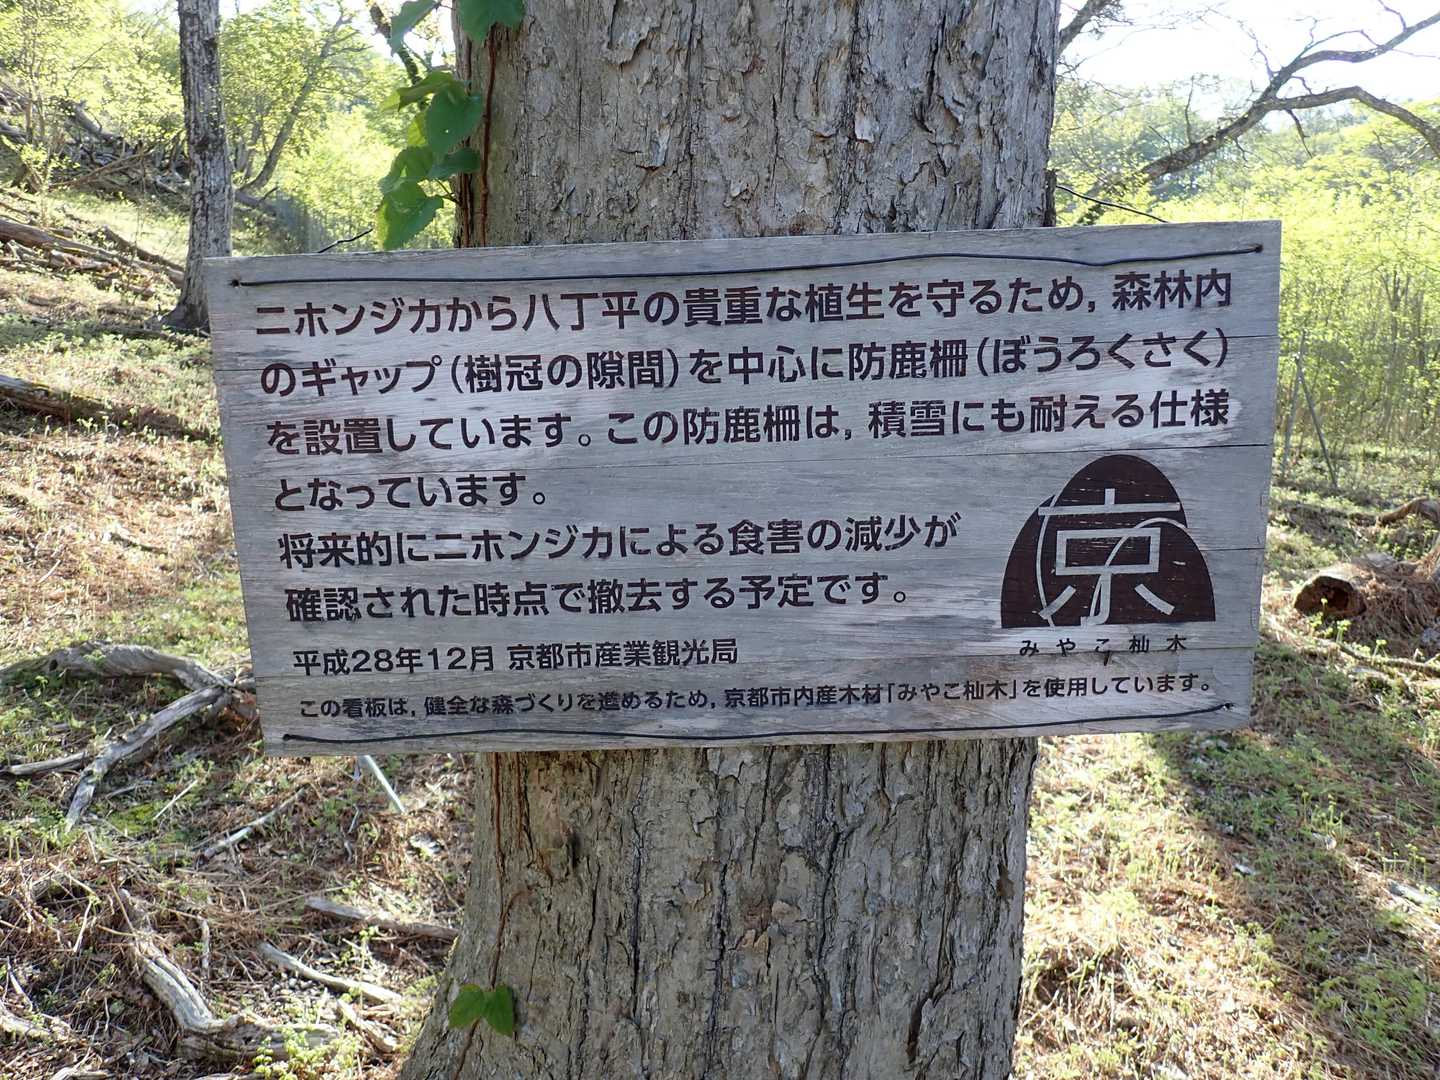 ニホンジカから八丁平の貴重な植生を守るため，森林内
のギャップ（樹冠の隙間）を中心に防鹿柵（ぼうろくさく）
を設置しています。この防鹿柵は，積雪にも耐える仕様
となっています。
将来的にニホンジカによる食害の減少が
確認された時点で撤去する予定です。
京
みやこ杣木
平成28年12月 京都市産業観光局
この看板は，健全な森づくりを進めるため，京都市内産木材「みやこ杣木」を使用しています。